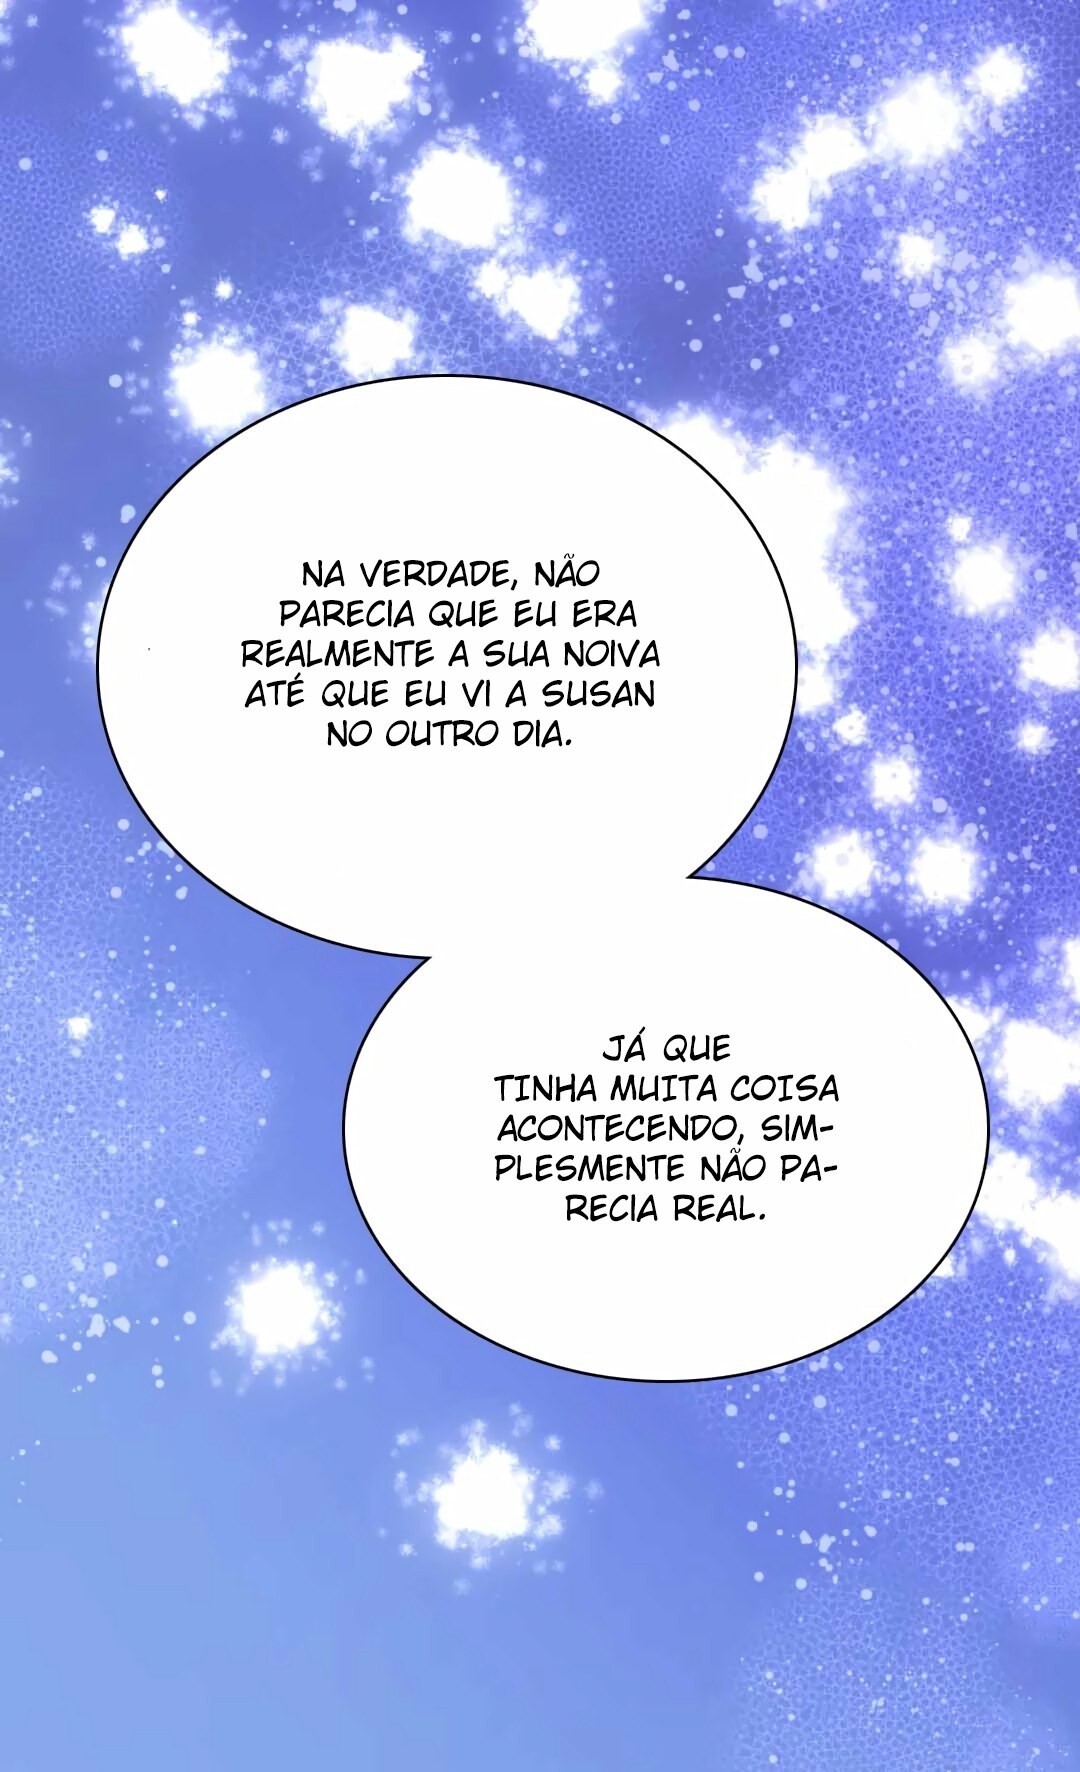 NA VERDADE, NÃO
PARECIA QUE EU ERA
REALMENTE A SUA NOIVA
ATÉ QUE EU VI A SUSAN
NO OUTRO DIA.
JÁ QUE
TINHA MUITA COISA
ACONTECENDO, SIM-
PLESMENTE NÃO PA-
RECIA REAL.